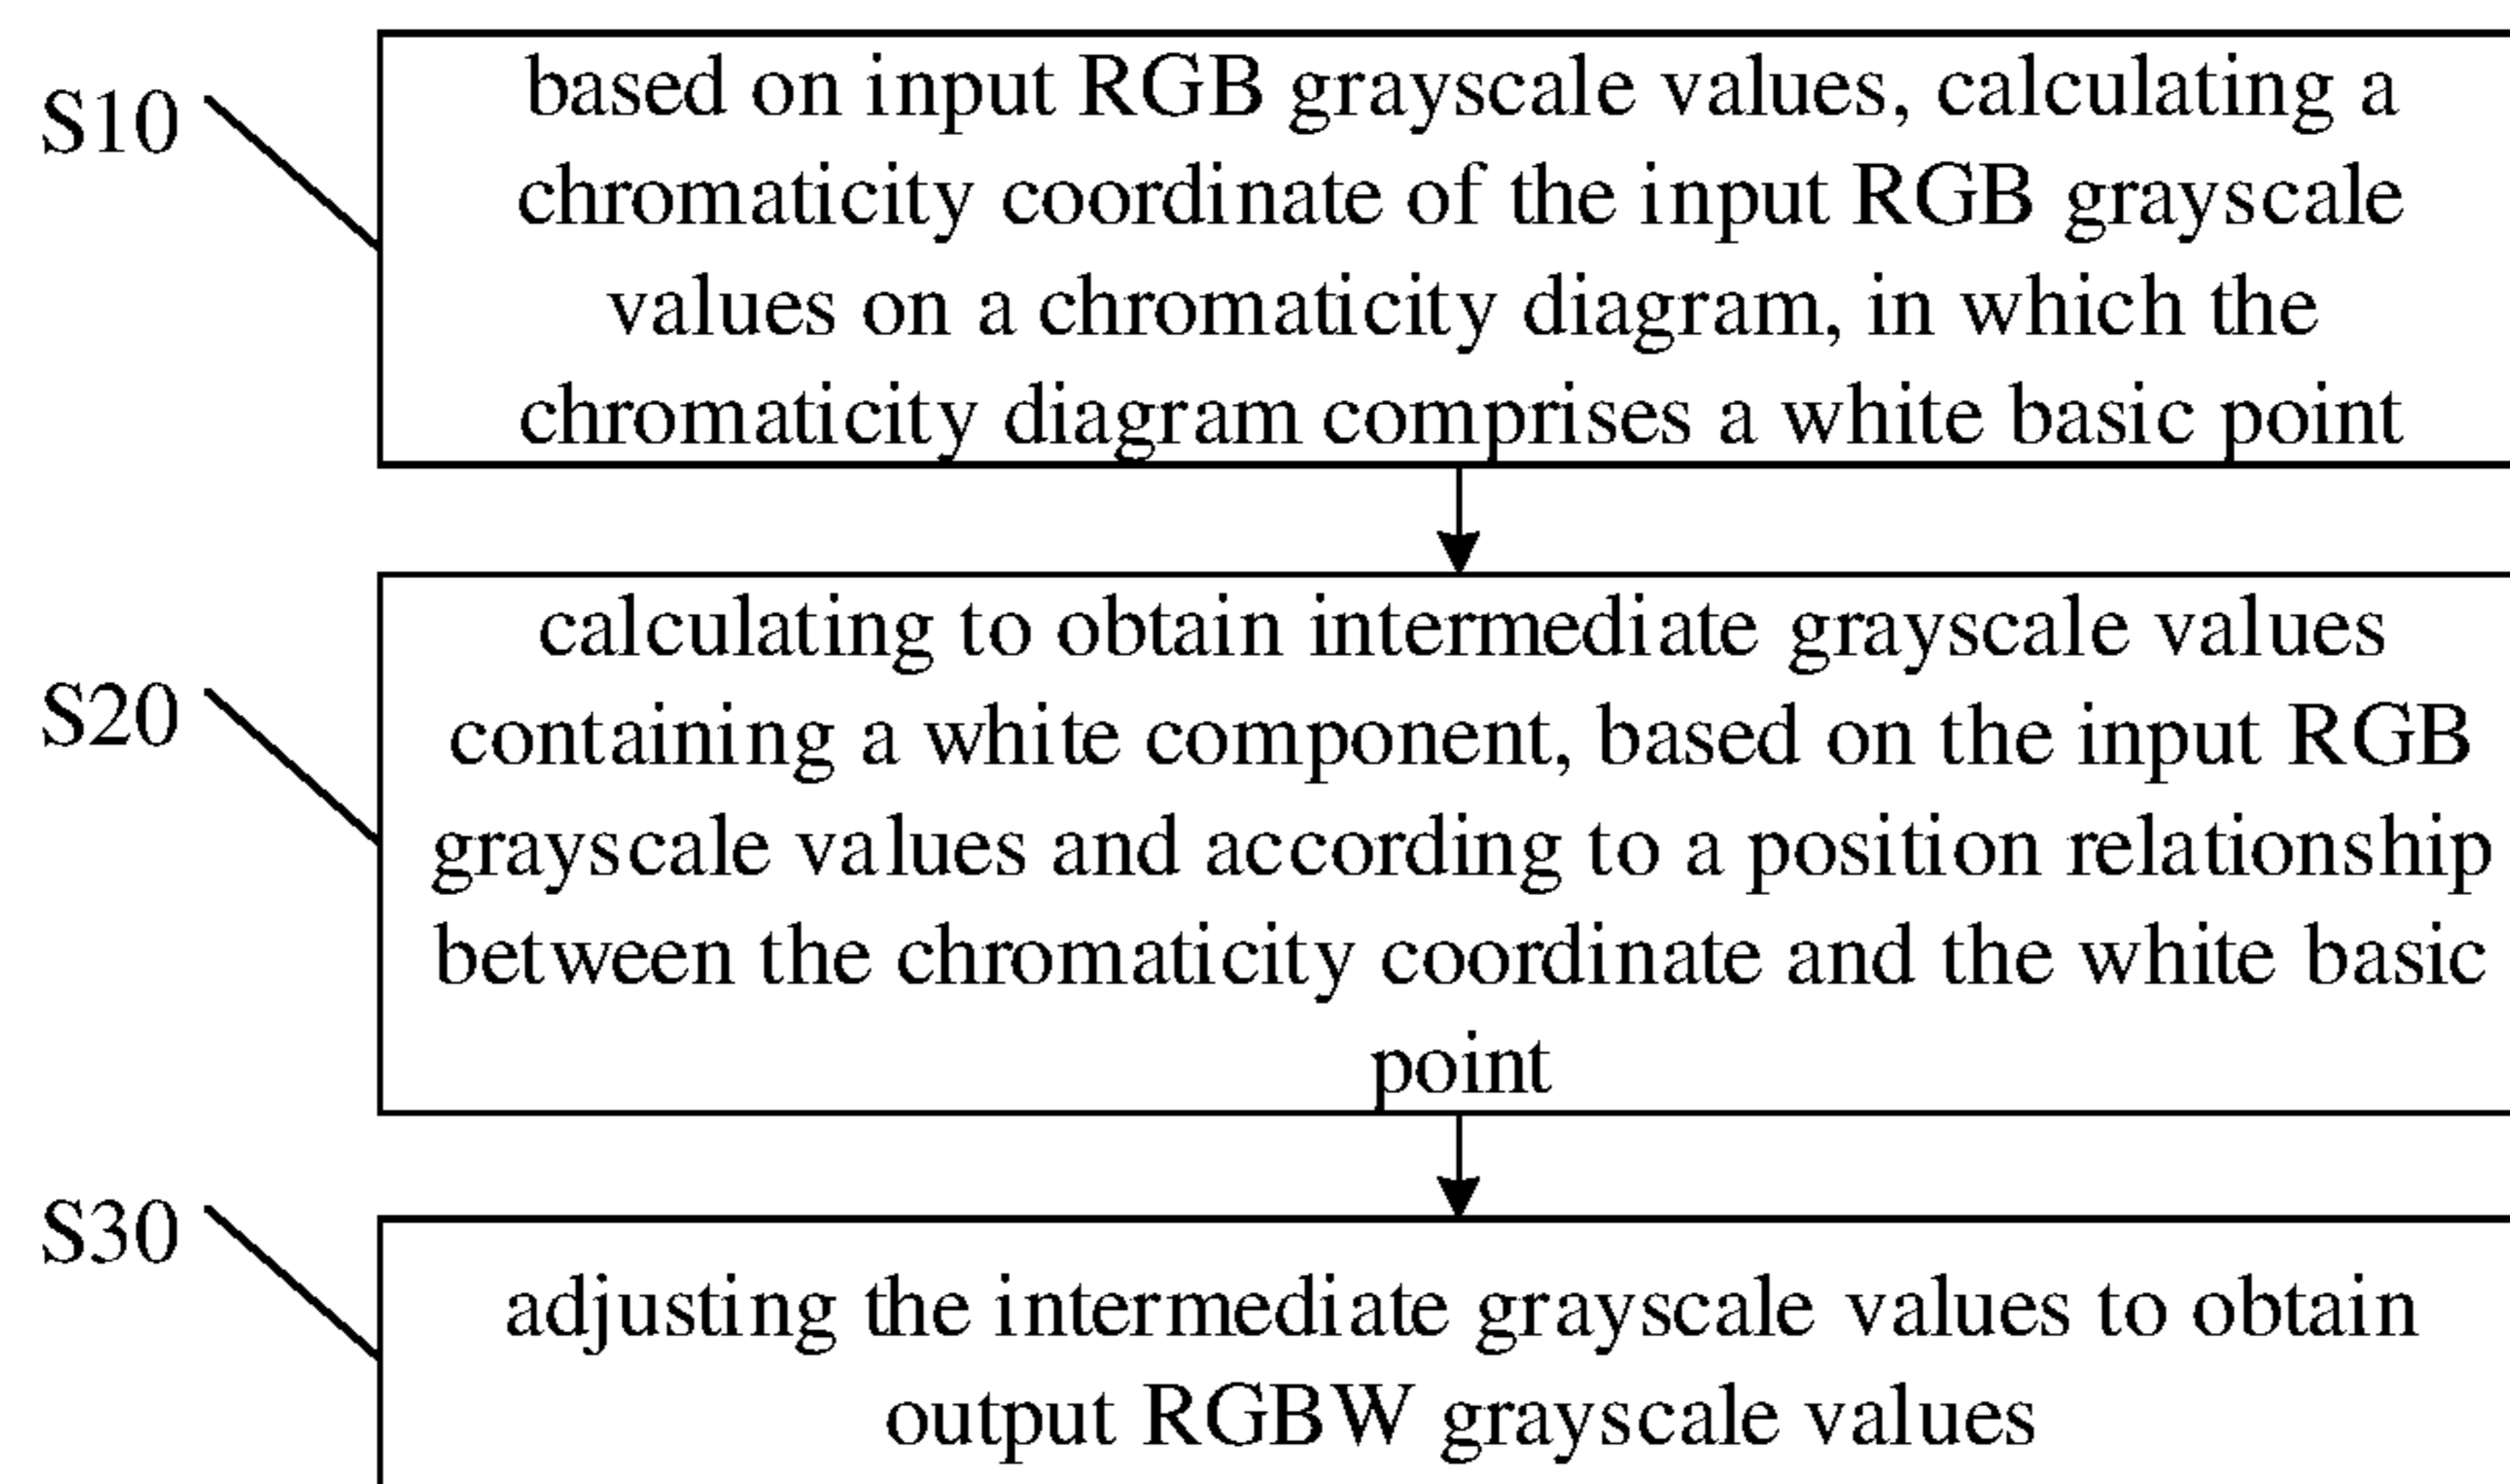 S10
based on input RGB grayscale values, calculating a
chromaticity coordinate of the input RGB grayscale
values on a chromaticity diagram, in which the
chromaticity diagram comprises a white basic point
S20
calculating to obtain intermediate grayscale values
containing a white component, based on the input RGB
grayscale values and according to a position relationship
between the chromaticity coordinate and the white basic
point
S30
adjusting the intermediate grayscale values to obtain
output RGBW grayscale values